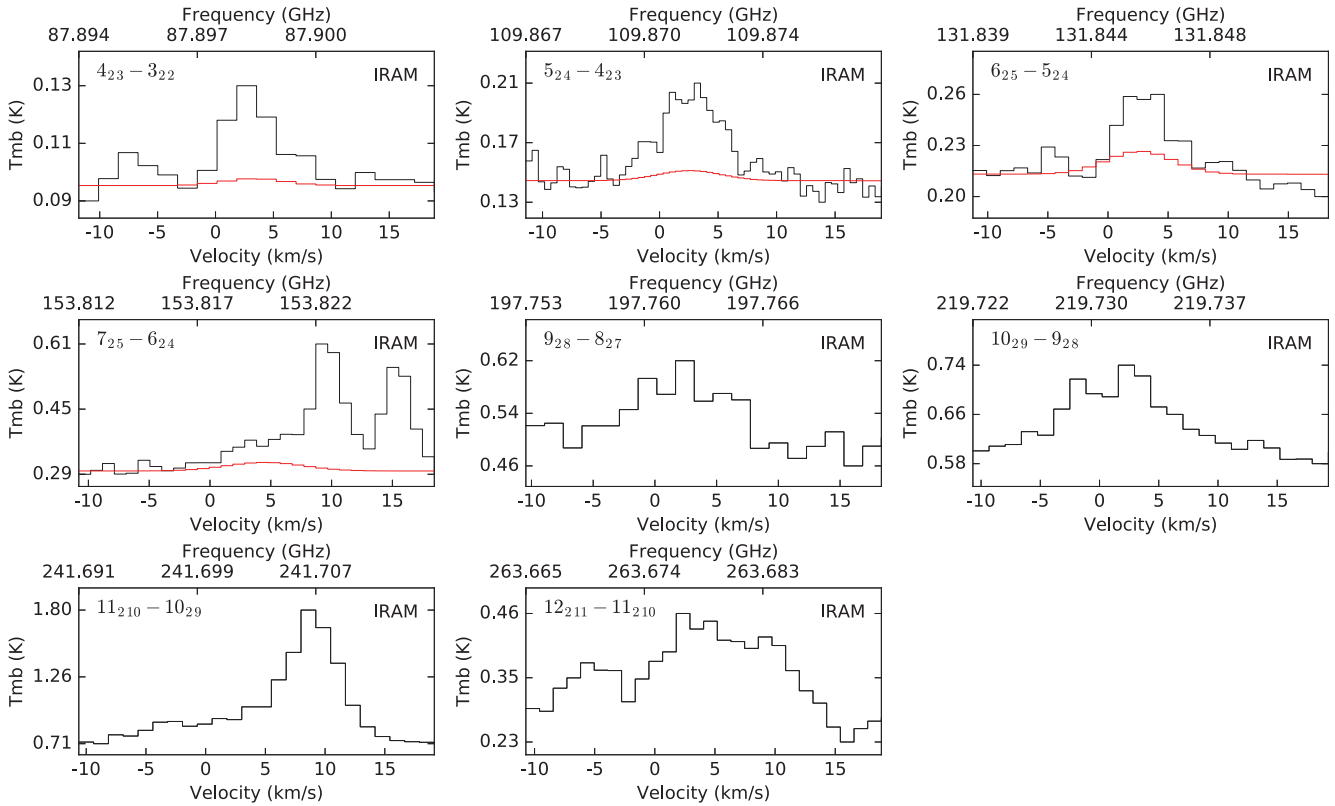 Frequency (GHz) Frequency (GHz) Frequency (GHz)
87.894 87.897 87.900 109.867 109.870 109.874 131.839 131.844 131.848
4₂₃ − 3₂₂ IRAM 5₂₄ − 4₂₃ IRAM 6₂₅ − 5₂₄ IRAM
Tmb (K) Tmb (K) Tmb (K)
0.13 0.21 0.26
0.11 0.17 0.23
0.09 0.13 0.20
-10 -5 0 5 10 15 -10 -5 0 5 10 15 -10 -5 0 5 10 15
Velocity (km/s) Velocity (km/s) Velocity (km/s)
Frequency (GHz) Frequency (GHz) Frequency (GHz)
153.812 153.817 153.822 197.753 197.760 197.766 219.722 219.730 219.737
7₂₅ − 6₂₄ IRAM 9₂₈ − 8₂₇ IRAM 10₂₉ − 9₂₈ IRAM
Tmb (K) Tmb (K) Tmb (K)
0.61 0.62 0.74
0.45 0.54 0.66
0.29 0.46 0.58
-10 -5 0 5 10 15 -10 -5 0 5 10 15 -10 -5 0 5 10 15
Velocity (km/s) Velocity (km/s) Velocity (km/s)
Frequency (GHz) Frequency (GHz)
241.691 241.699 241.707 263.665 263.674 263.683
11₂₁₀ − 10₂₉ IRAM 12₂₁₁ − 11₂₁₀ IRAM
Tmb (K) Tmb (K)
1.80 0.46
1.26 0.35
0.71 0.23
-10 -5 0 5 10 15 -10 -5 0 5 10 15
Velocity (km/s) Velocity (km/s)